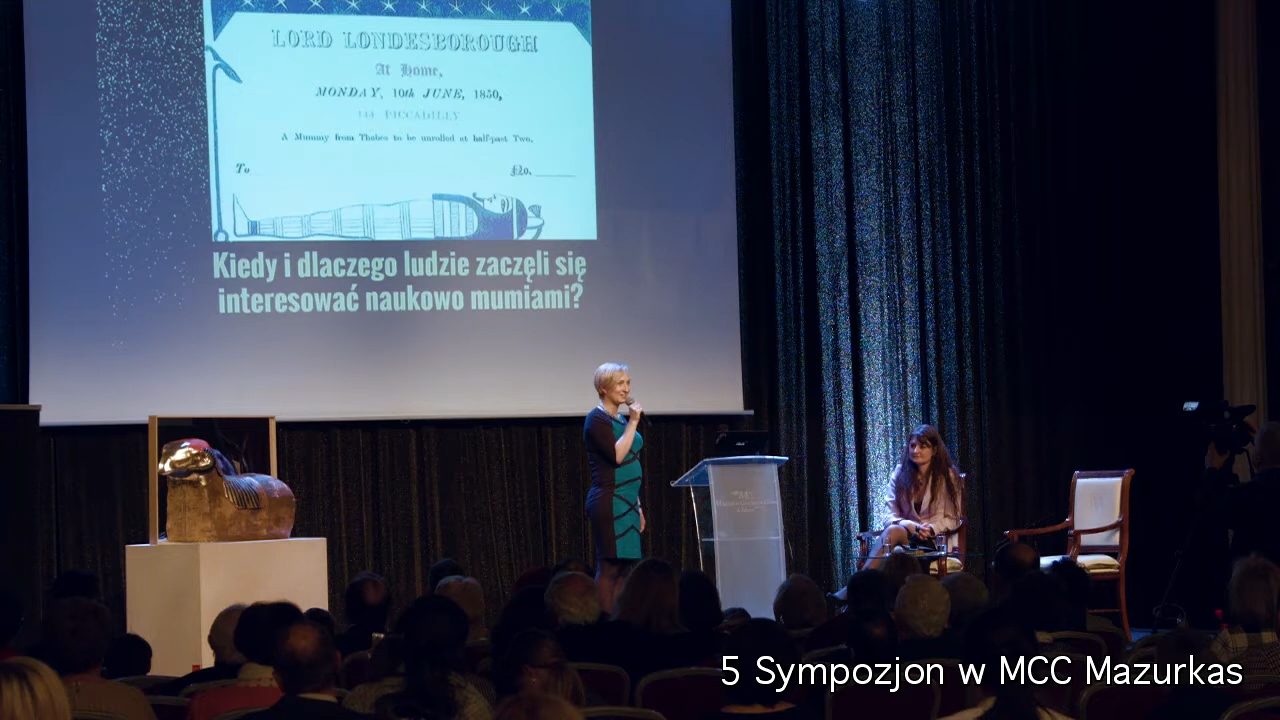 LORD LONDESBOROUGH
At Home,
MONDAY, 10th JUNE, 1850,
144 PICCADILLY
A Mummy from Thebes to be unrolled at half-past Two.
To No.
Kiedy i dlaczego ludzie zaczęli się
interesować naukowo mumiami?
5 Sympozjon w MCC Mazurkas